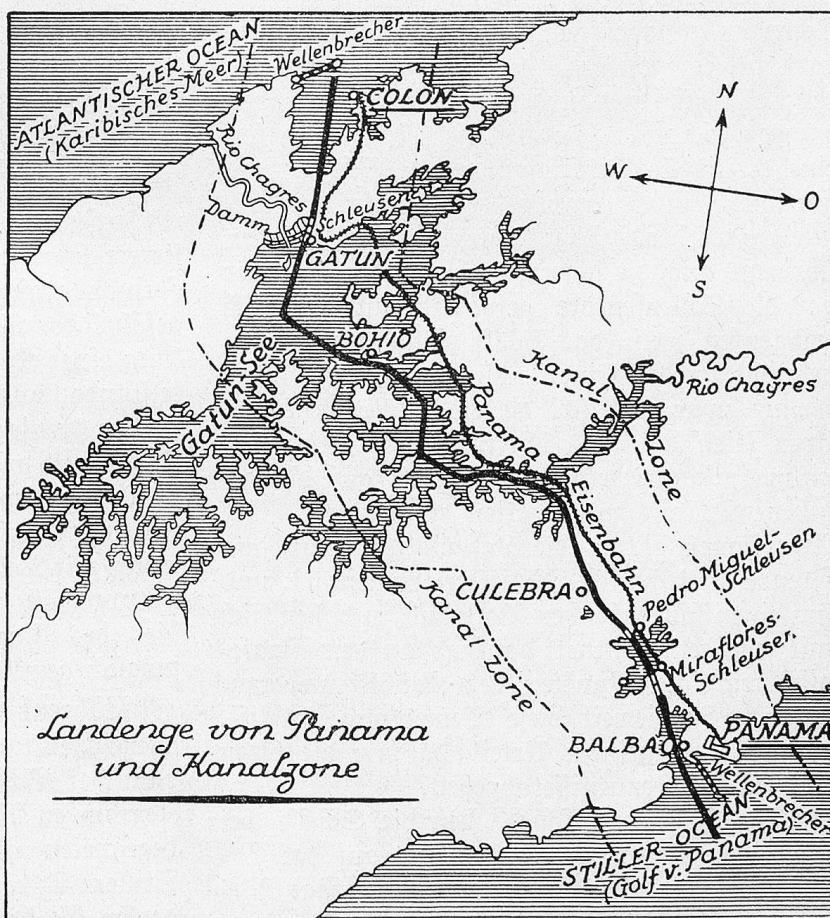 ATLANTISCHER OCEAN
(Karibisches Meer)
Wellenbrecher
COLON
N
W
O
S
Rio Chagres
Damm
Schleusen
GATUN
BOHIO
Gatun See
Panama
Eisenbahn
Kanal
Zone
Rio Chagres
CULEBRA
Kanal Zone
Pedro Miguel-
Schleusen
Miraflores-
Schleusen
PANAMA
BALBAO
Wellenbrecher
STILLER OCEAN
(Golf v. Panama)
Landenge von Panama
und Kanalzone